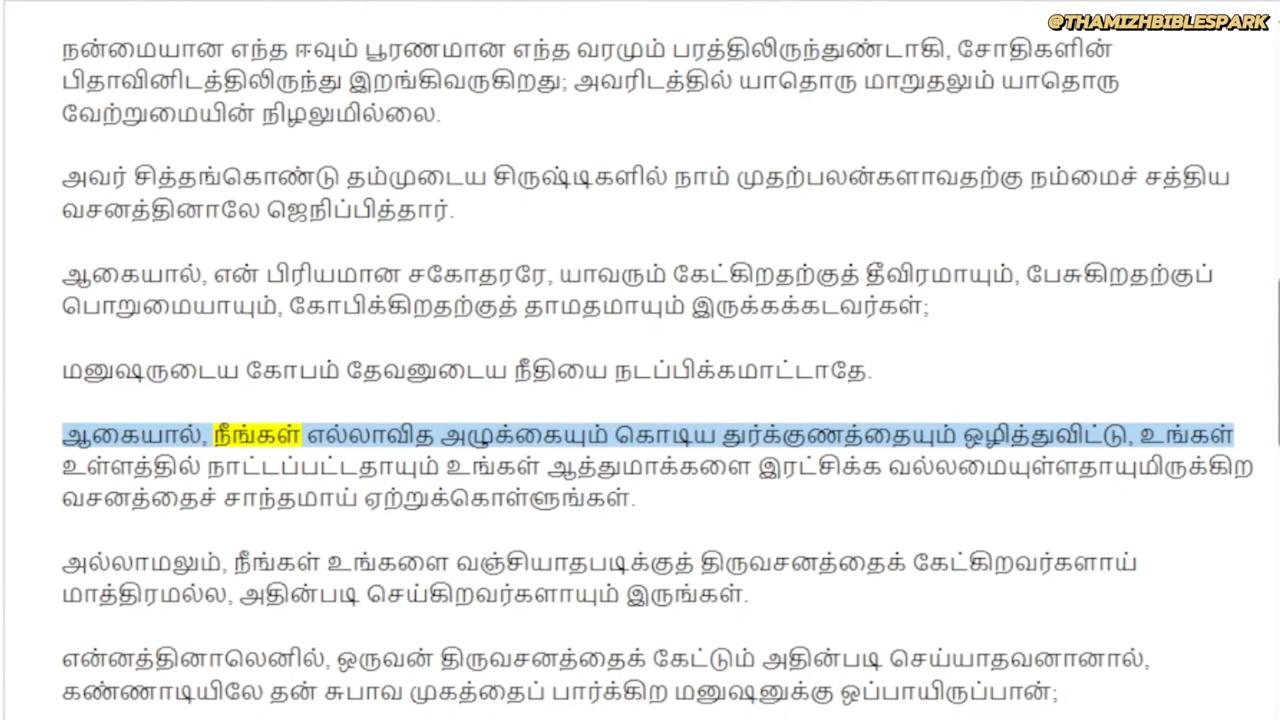 @THAMIZHBIBLESPARK
நன்மையான எந்த ஈவும் பூரணமான எந்த வரமும் பரத்திலிருந்துண்டாகி, சோதிகளின்
பிதாவினிடத்திலிருந்து இறங்கிவருகிறது; அவரிடத்தில் யாதொரு மாறுதலும் யாதொரு
வேற்றுமையின் நிழலுமில்லை.
அவர் சித்தங்கொண்டு தம்முடைய சிருஷ்டிகளில் நாம் முதற்பலன்களாவதற்கு நம்மைச் சத்திய
வசனத்தினாலே ஜெநிப்பித்தார்.
ஆகையால், என் பிரியமான சகோதரரே, யாவரும் கேட்கிறதற்குத் தீவிரமாயும், பேசுகிறதற்குப்
பொறுமையாயும், கோபிக்கிறதற்குத் தாமதமாயும் இருக்கக்கடவர்கள்;
மனுஷருடைய கோபம் தேவனுடைய நீதியை நடப்பிக்கமாட்டாதே.
ஆகையால், நீங்கள் எல்லாவித அழுக்கையும் கொடிய துர்க்குணத்தையும் ஒழித்துவிட்டு, உங்கள்
உள்ளத்தில் நாட்டப்பட்டதாயும் உங்கள் ஆத்துமாக்களை இரட்சிக்க வல்லமையுள்ளதாயுமிருக்கிற
வசனத்தைச் சாந்தமாய் ஏற்றுக்கொள்ளுங்கள்.
அல்லாமலும், நீங்கள் உங்களை வஞ்சியாதபடிக்குத் திருவசனத்தைக் கேட்கிறவர்களாய்
மாத்திரமல்ல, அதின்படி செய்கிறவர்களாயும் இருங்கள்.
என்னத்தினாலெனில், ஒருவன் திருவசனத்தைக் கேட்டும் அதின்படி செய்யாதவனானால்,
கண்ணாடியிலே தன் சுபாவ முகத்தைப் பார்க்கிற மனுஷனுக்கு ஒப்பாயிருப்பான்;